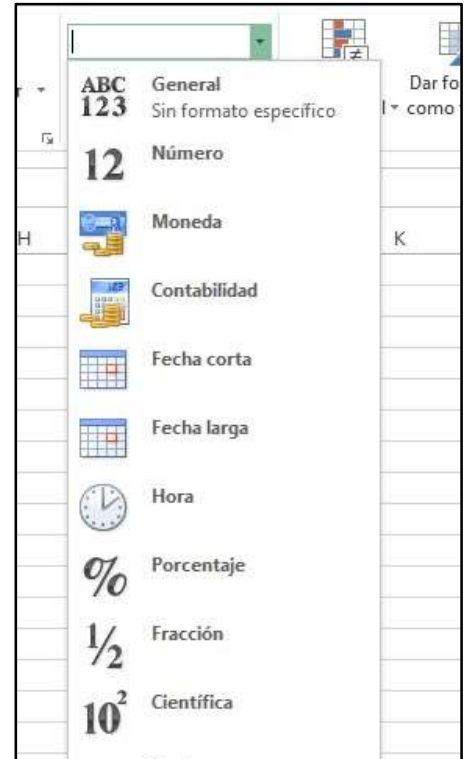 Dar fo
como
ABC
123
General
Sin formato específico
12
Número
Moneda
Contabilidad
Fecha corta
Fecha larga
Hora
%
Porcentaje
½
Fracción
10²
Científica
H
K